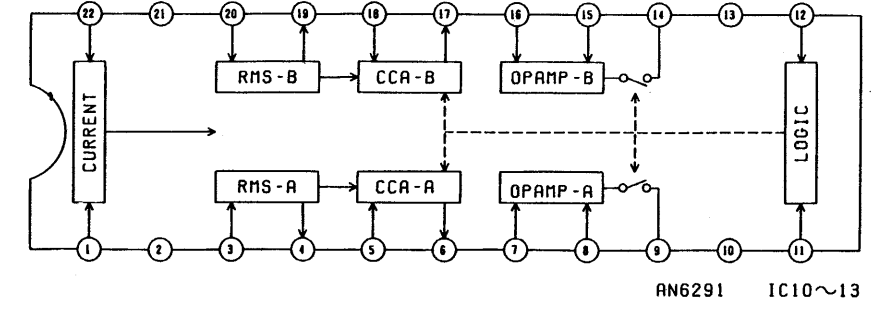 22 21 20 19 18 17 16 15 14 13 12
RMS-B CCA-B OPAMP-B
CURRENT LOGIC
RMS-A CCA-A OPAMP-A
1 2 3 4 5 6 7 8 9 10 11
AN6291 IC10～13